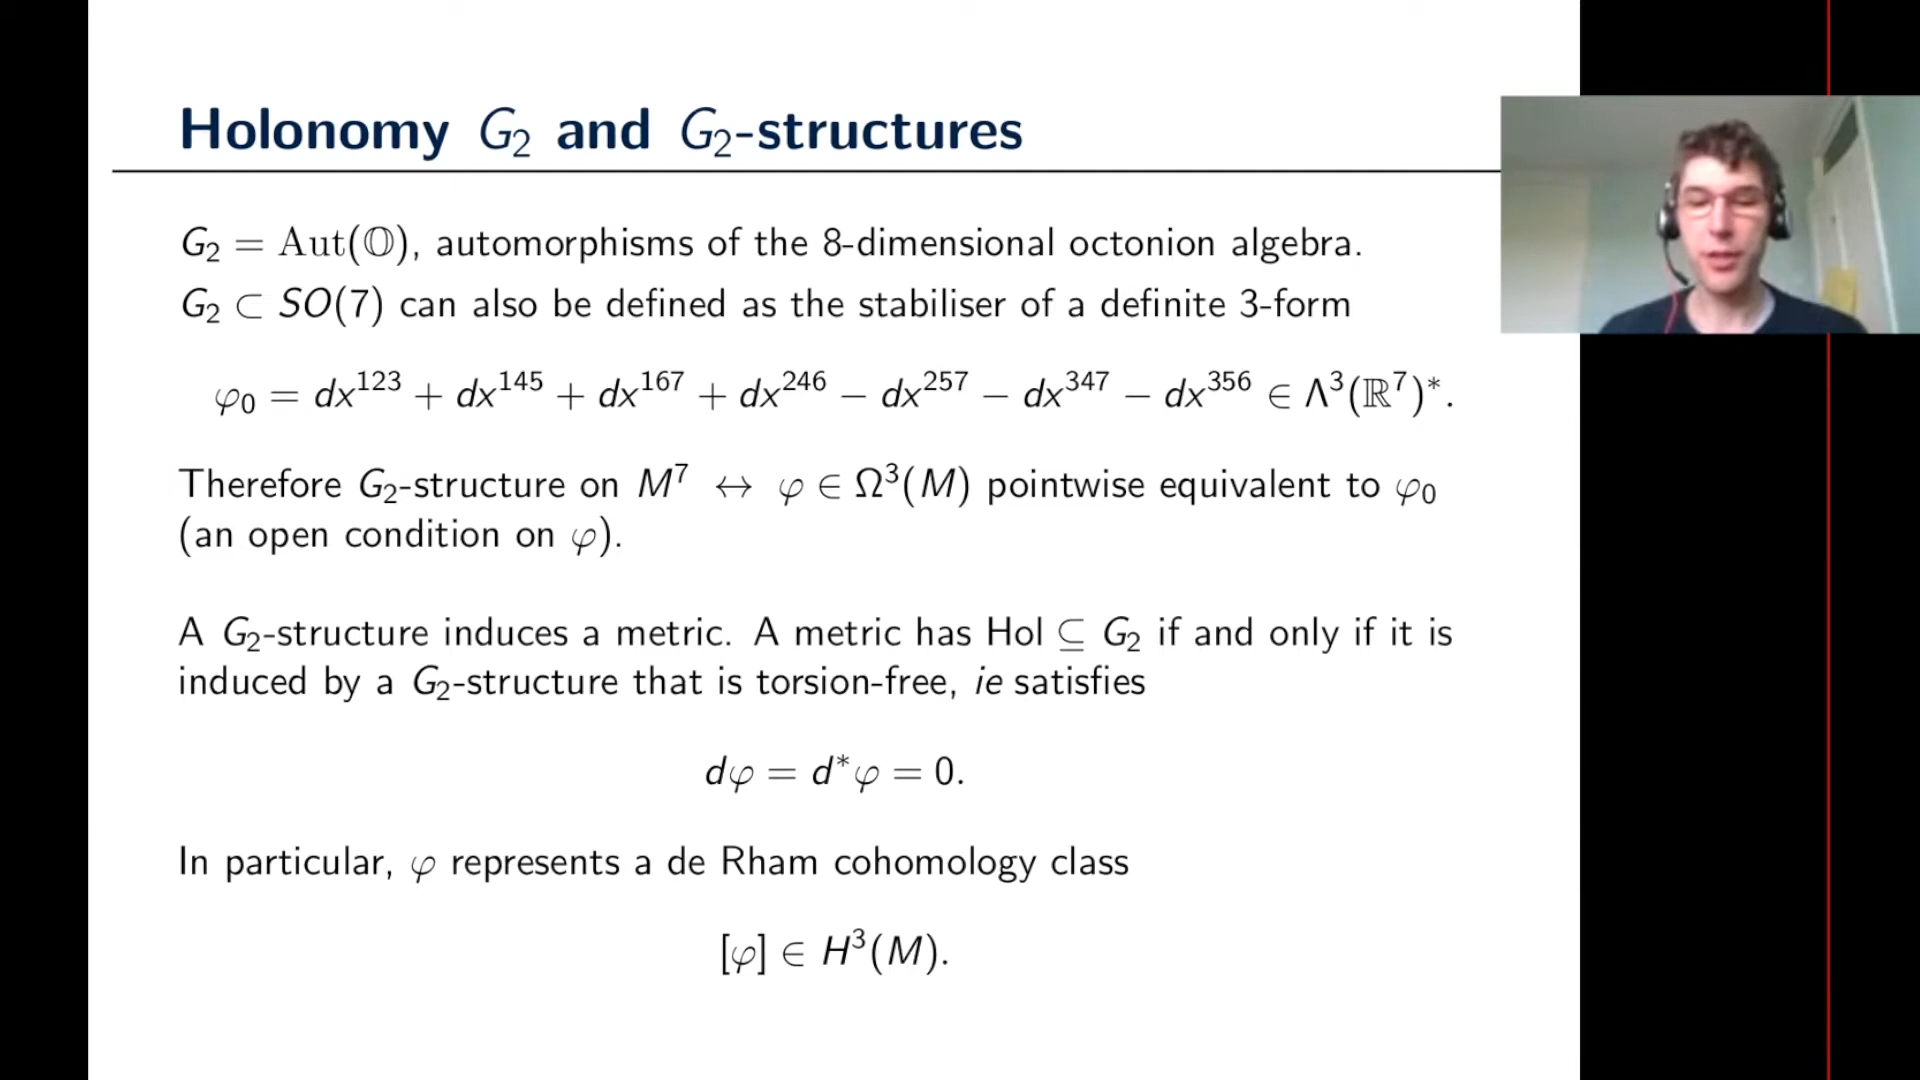 Holonomy G₂ and G₂-structures
G₂ = Aut(𝕆), automorphisms of the 8-dimensional octonion algebra.
G₂ ⊂ SO(7) can also be defined as the stabiliser of a definite 3-form
φ₀ = dx¹²³ + dx¹⁴⁵ + dx¹⁶⁷ + dx²⁴⁶ − dx²⁵⁷ − dx³⁴⁷ − dx³⁵⁶ ∈ Λ³(ℝ⁷)*.
Therefore G₂-structure on M⁷ ↔ φ ∈ Ω³(M) pointwise equivalent to φ₀
(an open condition on φ).
A G₂-structure induces a metric. A metric has Hol ⊆ G₂ if and only if it is
induced by a G₂-structure that is torsion-free, ie satisfies
dφ = d*φ = 0.
In particular, φ represents a de Rham cohomology class
[φ] ∈ H³(M).